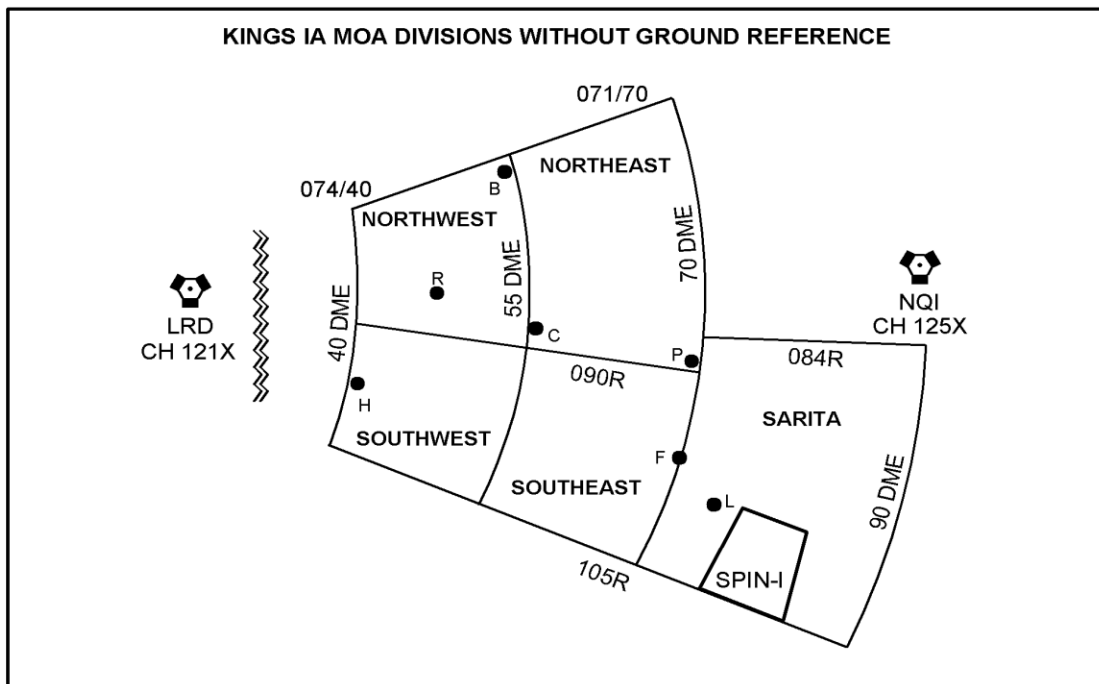 KINGS IA MOA DIVISIONS WITHOUT GROUND REFERENCE
071/70
NORTHEAST
B
074/40
NORTHWEST
R
55 DME
70 DME
LRD
CH 121X
NQI
CH 125X
40 DME
C
P
084R
090R
H
SARITA
SOUTHWEST
F
SOUTHEAST
L
90 DME
105R
SPIN-I